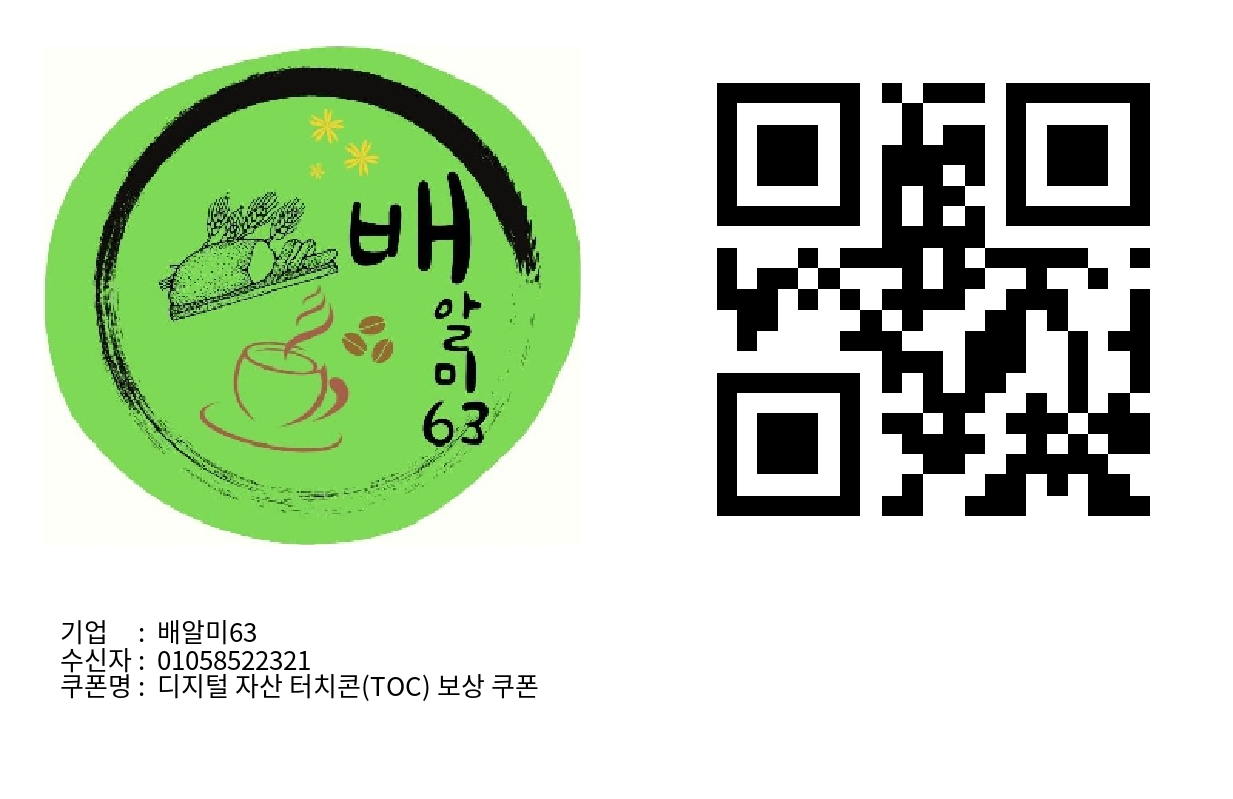 배
알
미
63
기업 : 배알미63
수신자 : 01058522321
쿠폰명 : 디지털 자산 터치콘(TOC) 보상 쿠폰